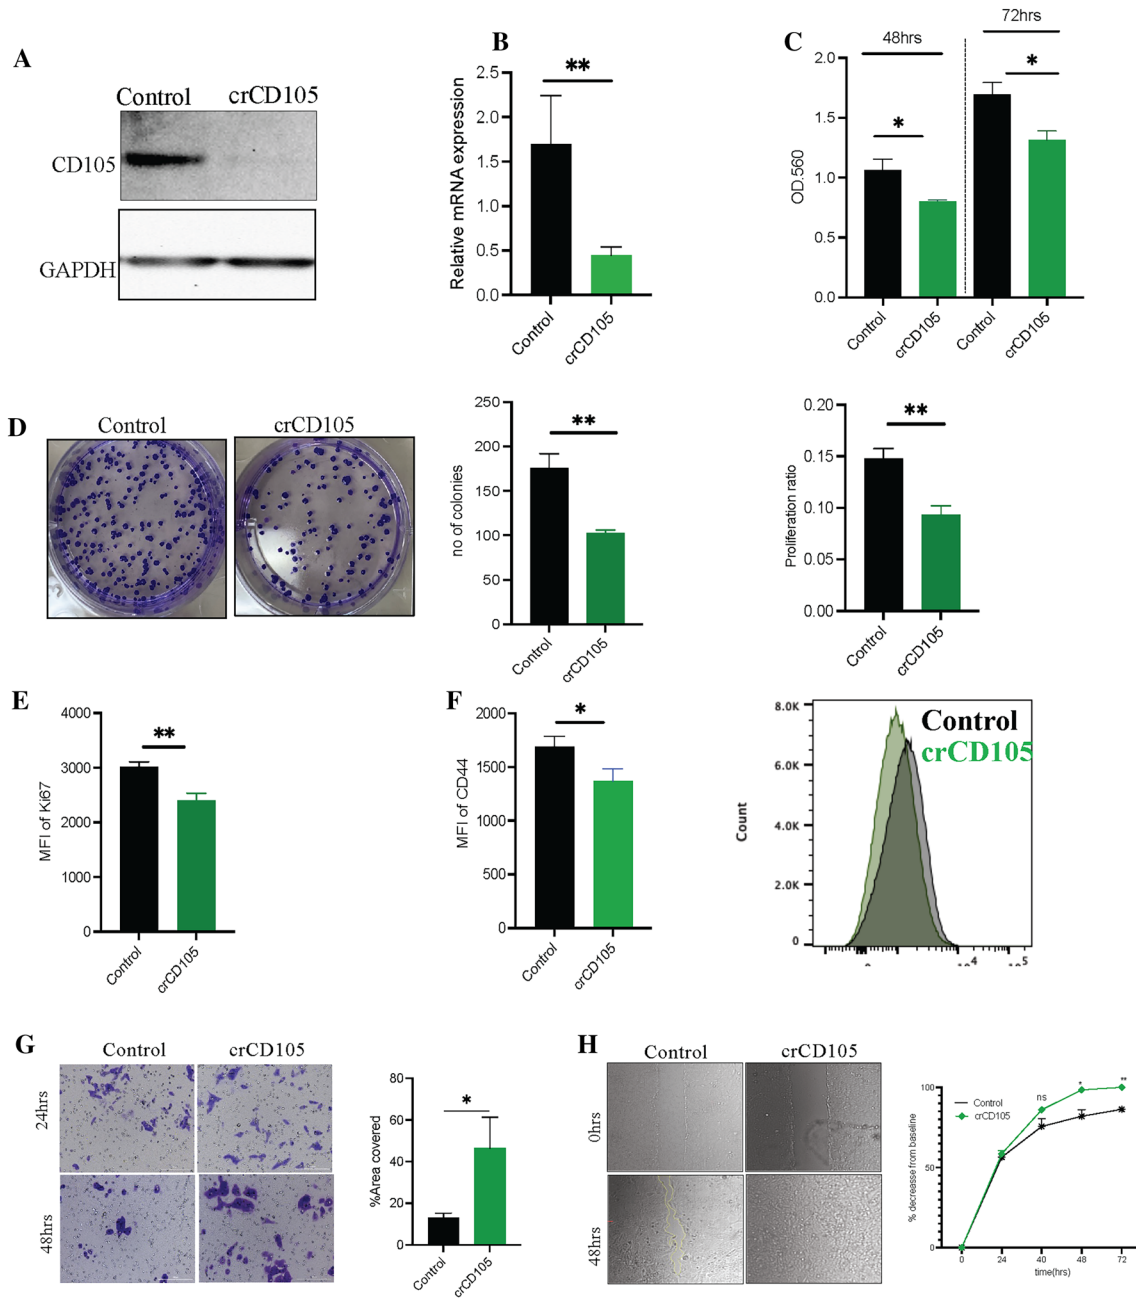 A
Control
crCD105
CD105
GAPDH
B
**
Relative mRNA expression
2.5
2.0
1.5
1.0
0.5
0.0
Control
crCD105
C
48hrs
72hrs
*
*
OD.560
2.0
1.5
1.0
0.5
0.0
Control
crCD105
Control
crCD105
D
Control
crCD105
**
no of colonies
250
200
150
100
50
0
Control
crCD105
**
Proliferation ratio
0.20
0.15
0.10
0.05
0.00
Control
crCD105
E
**
MFI of Ki67
4000
3000
2000
1000
0
Control
crCD105
F
*
MFI of CD44
2000
1500
1000
500
0
Control
crCD105
Control
crCD105
Count
8.0K
6.0K
4.0K
2.0K
0
G
Control
crCD105
24hrs
48hrs
*
%Area covered
80
60
40
20
0
Control
crCD105
H
Control
crCD105
0hrs
48hrs
% decreasse from baseline
100
50
0
Control
crCD105
ns
*
**
0
24
40
48
72
time(hrs)